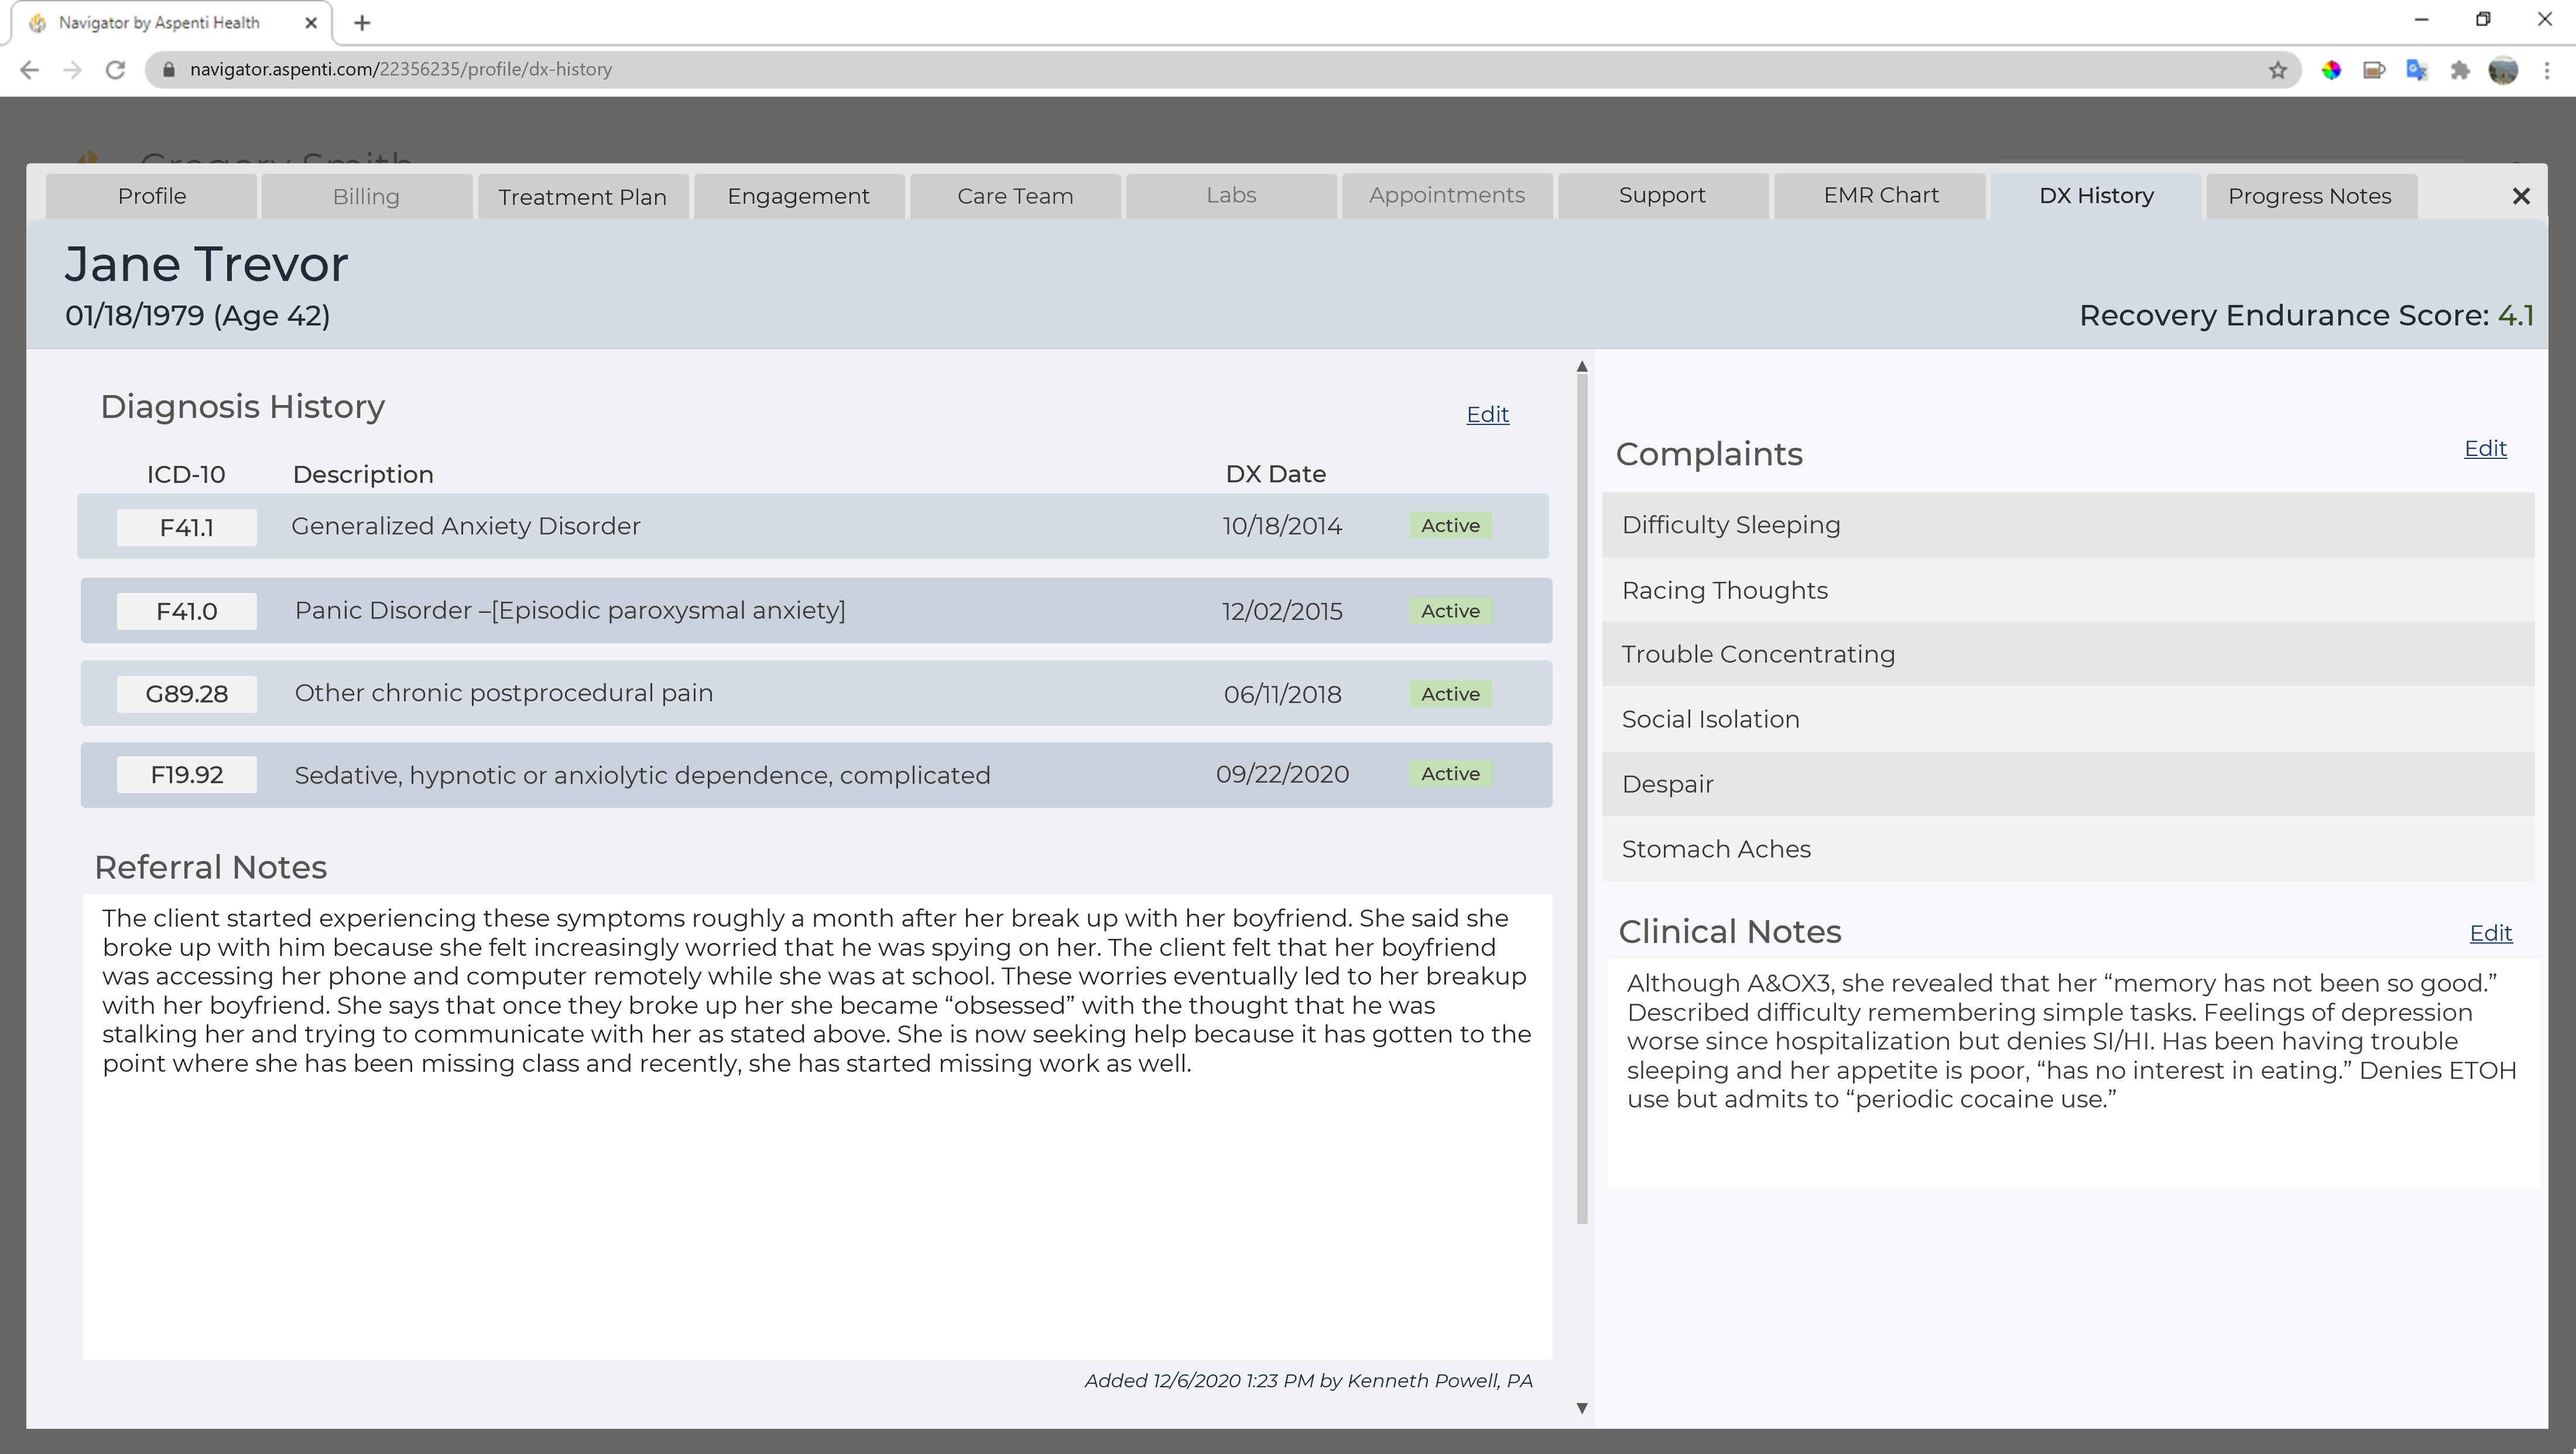 Navigator by Aspenti Health
navigator.aspenti.com/22356235/profile/dx-history
Gregory Smith
Profile
Billing
Treatment Plan
Engagement
Care Team
Labs
Appointments
Support
EMR Chart
DX History
Progress Notes
Jane Trevor
01/18/1979 (Age 42)
Recovery Endurance Score: 4.1
Diagnosis History
Edit
ICD-10 Description DX Date
F41.1 Generalized Anxiety Disorder 10/18/2014 Active
F41.0 Panic Disorder –[Episodic paroxysmal anxiety] 12/02/2015 Active
G89.28 Other chronic postprocedural pain 06/11/2018 Active
F19.92 Sedative, hypnotic or anxiolytic dependence, complicated 09/22/2020 Active
Referral Notes
The client started experiencing these symptoms roughly a month after her break up with her boyfriend. She said she
broke up with him because she felt increasingly worried that he was spying on her. The client felt that her boyfriend
was accessing her phone and computer remotely while she was at school. These worries eventually led to her breakup
with her boyfriend. She says that once they broke up her she became “obsessed” with the thought that he was
stalking her and trying to communicate with her as stated above. She is now seeking help because it has gotten to the
point where she has been missing class and recently, she has started missing work as well.
Added 12/6/2020 1:23 PM by Kenneth Powell, PA
Complaints
Edit
Difficulty Sleeping
Racing Thoughts
Trouble Concentrating
Social Isolation
Despair
Stomach Aches
Clinical Notes
Edit
Although A&OX3, she revealed that her “memory has not been so good.”
Described difficulty remembering simple tasks. Feelings of depression
worse since hospitalization but denies SI/HI. Has been having trouble
sleeping and her appetite is poor, “has no interest in eating.” Denies ETOH
use but admits to “periodic cocaine use.”